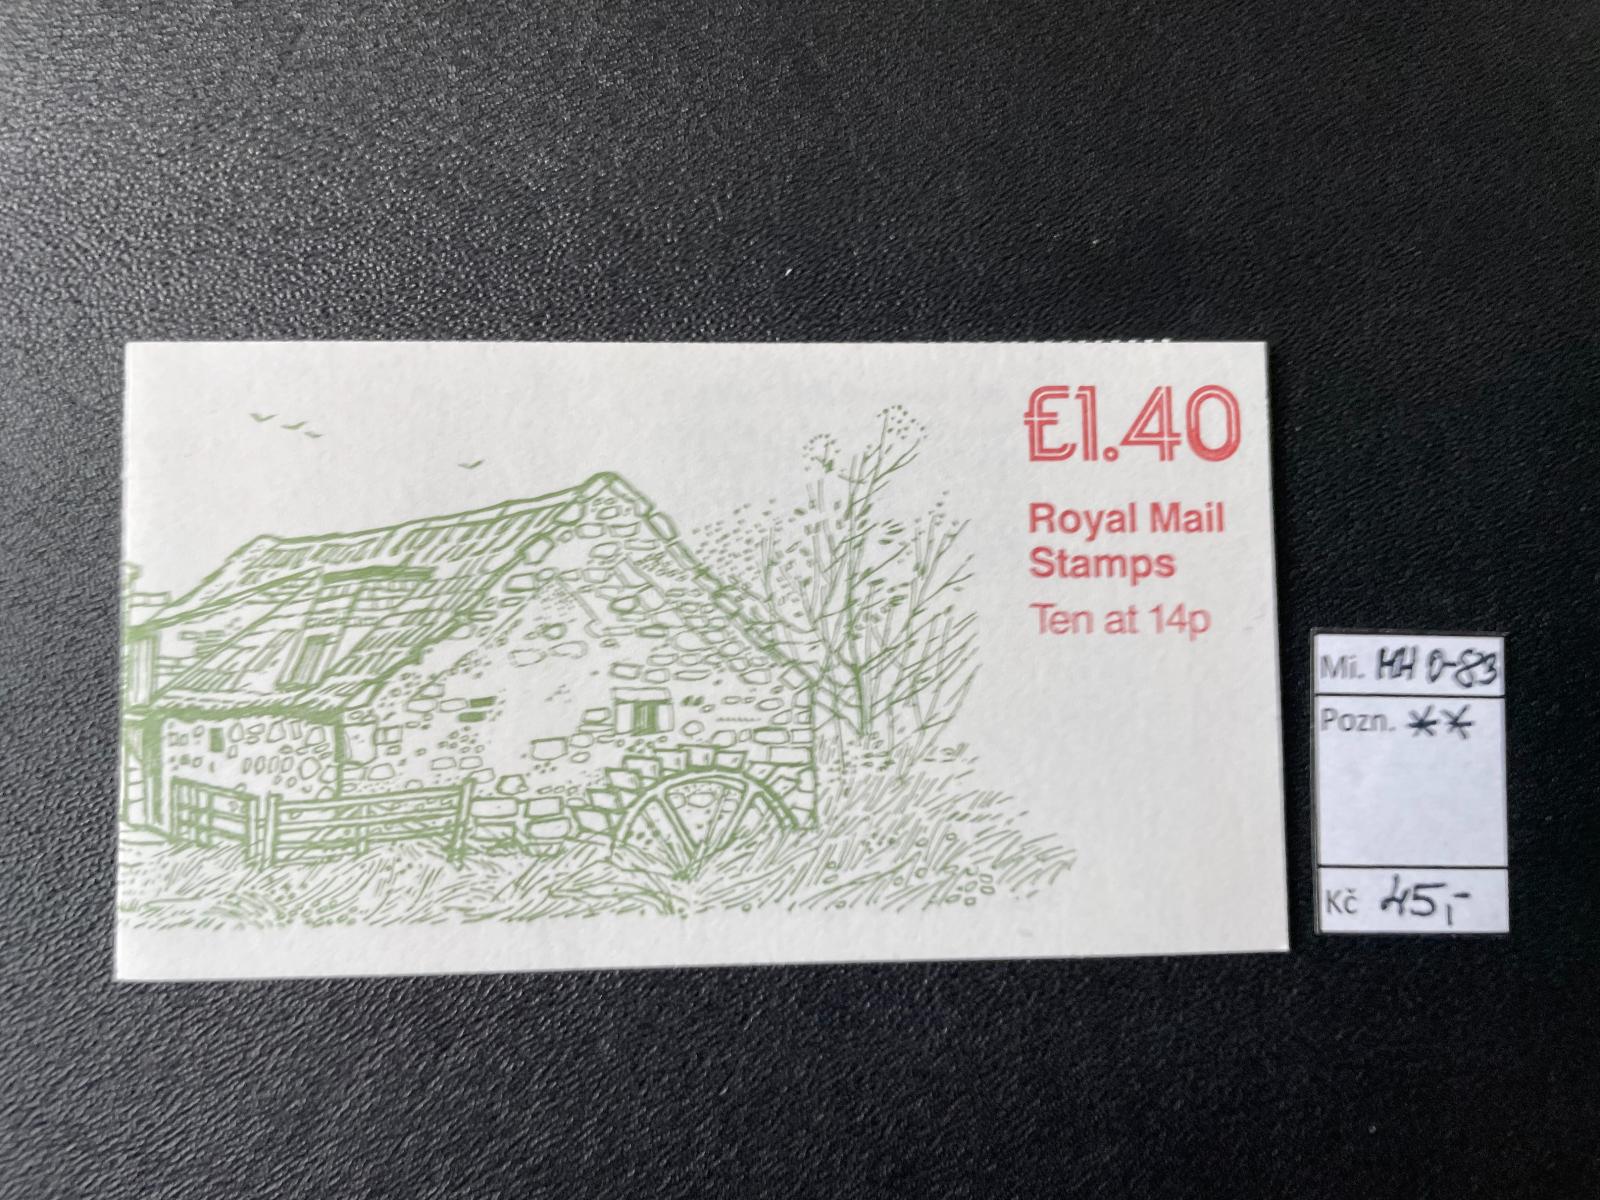 £1.40
Royal Mail
Stamps
Ten at 14p
Mi. MH 0-83
Pozn. **
Kč 45,-